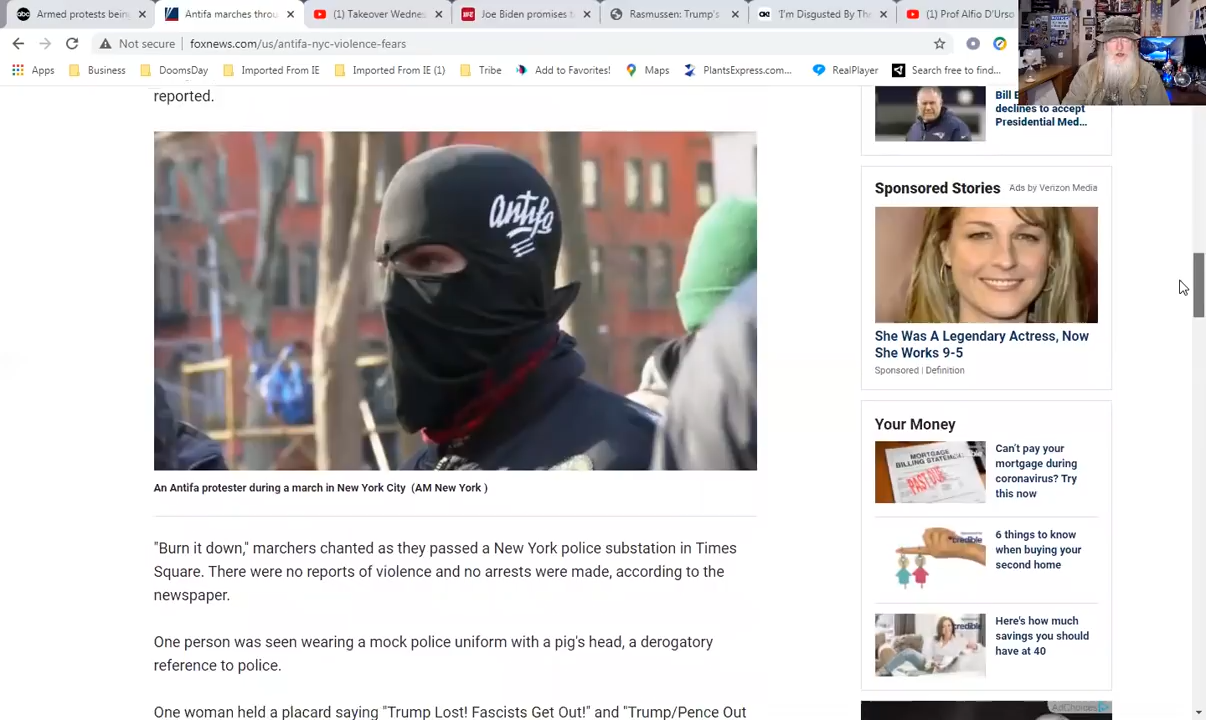 Armed protests bein
Antifa marches throu
(1) Takeover Wednes
Joe Biden promises t
Rasmussen: Trump's
'I'm Disgusted By The
(1) Prof Alfio D'Urso
Not secure | foxnews.com/us/antifa-nyc-violence-fears
Apps Business DoomsDay Imported From IE Imported From IE (1) Tribe Add to Favorites! Maps PlantsExpress.com... RealPlayer Search free to find...
reported.
antifa
An Antifa protester during a march in New York City (AM New York )
"Burn it down," marchers chanted as they passed a New York police substation in Times
Square. There were no reports of violence and no arrests were made, according to the
newspaper.
One person was seen wearing a mock police uniform with a pig's head, a derogatory
reference to police.
One woman held a placard saying "Trump Lost! Fascists Get Out!" and "Trump/Pence Out
Bill B
declines to accept
Presidential Med...
Sponsored Stories Ads by Verizon Media
She Was A Legendary Actress, Now
She Works 9-5
Sponsored | Definition
Your Money
MORTGAGE
BILLING STATEMENT
PAST DUE
Can't pay your
mortgage during
coronavirus? Try
this now
6 things to know
when buying your
second home
Here's how much
savings you should
have at 40
AdChoices